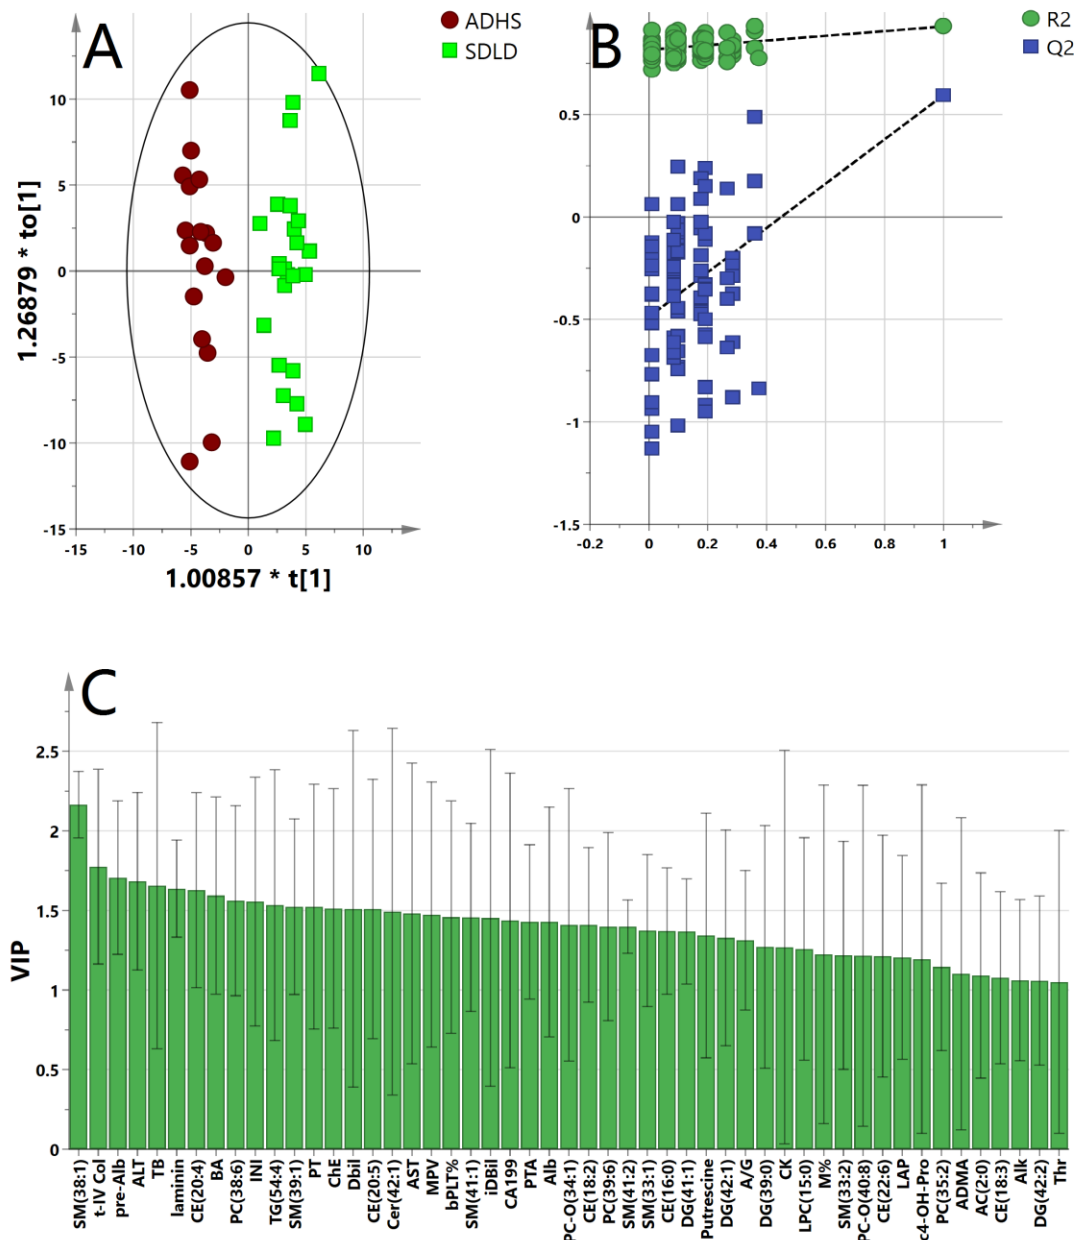 A
ADHS
SDLD
10
5
0
-5
-10
-15
-15
-10
-5
0
5
10
1.26879 * to[1]
1.00857 * t[1]
B
R2
Q2
0.5
0
-0.5
-1
-1.5
-0.2
0
0.2
0.4
0.6
0.8
1
C
VIP
2.5
2
1.5
1
0.5
0
SM(38:1)
t-IV Col
pre-Alb
ALT
TB
laminin
CE(20:4)
BA
PC(38:6)
INI
TG(54:4)
SM(39:1)
PT
ChE
Dbil
CE(20:5)
Cer(42:1)
AST
MPV
bPLT%
SM(41:1)
iDBil
CA199
PTA
Alb
PC-O(34:1)
CE(18:2)
PC(39:6)
SM(41:2)
SM(33:1)
CE(16:0)
DG(41:1)
Putrescine
DG(42:1)
A/G
DG(39:0)
CK
LPC(15:0)
M%
SM(33:2)
PC-O(40:8)
CE(22:6)
LAP
c4-OH-Pro
PC(35:2)
ADMA
AC(2:0)
CE(18:3)
Alk
DG(42:2)
Thr